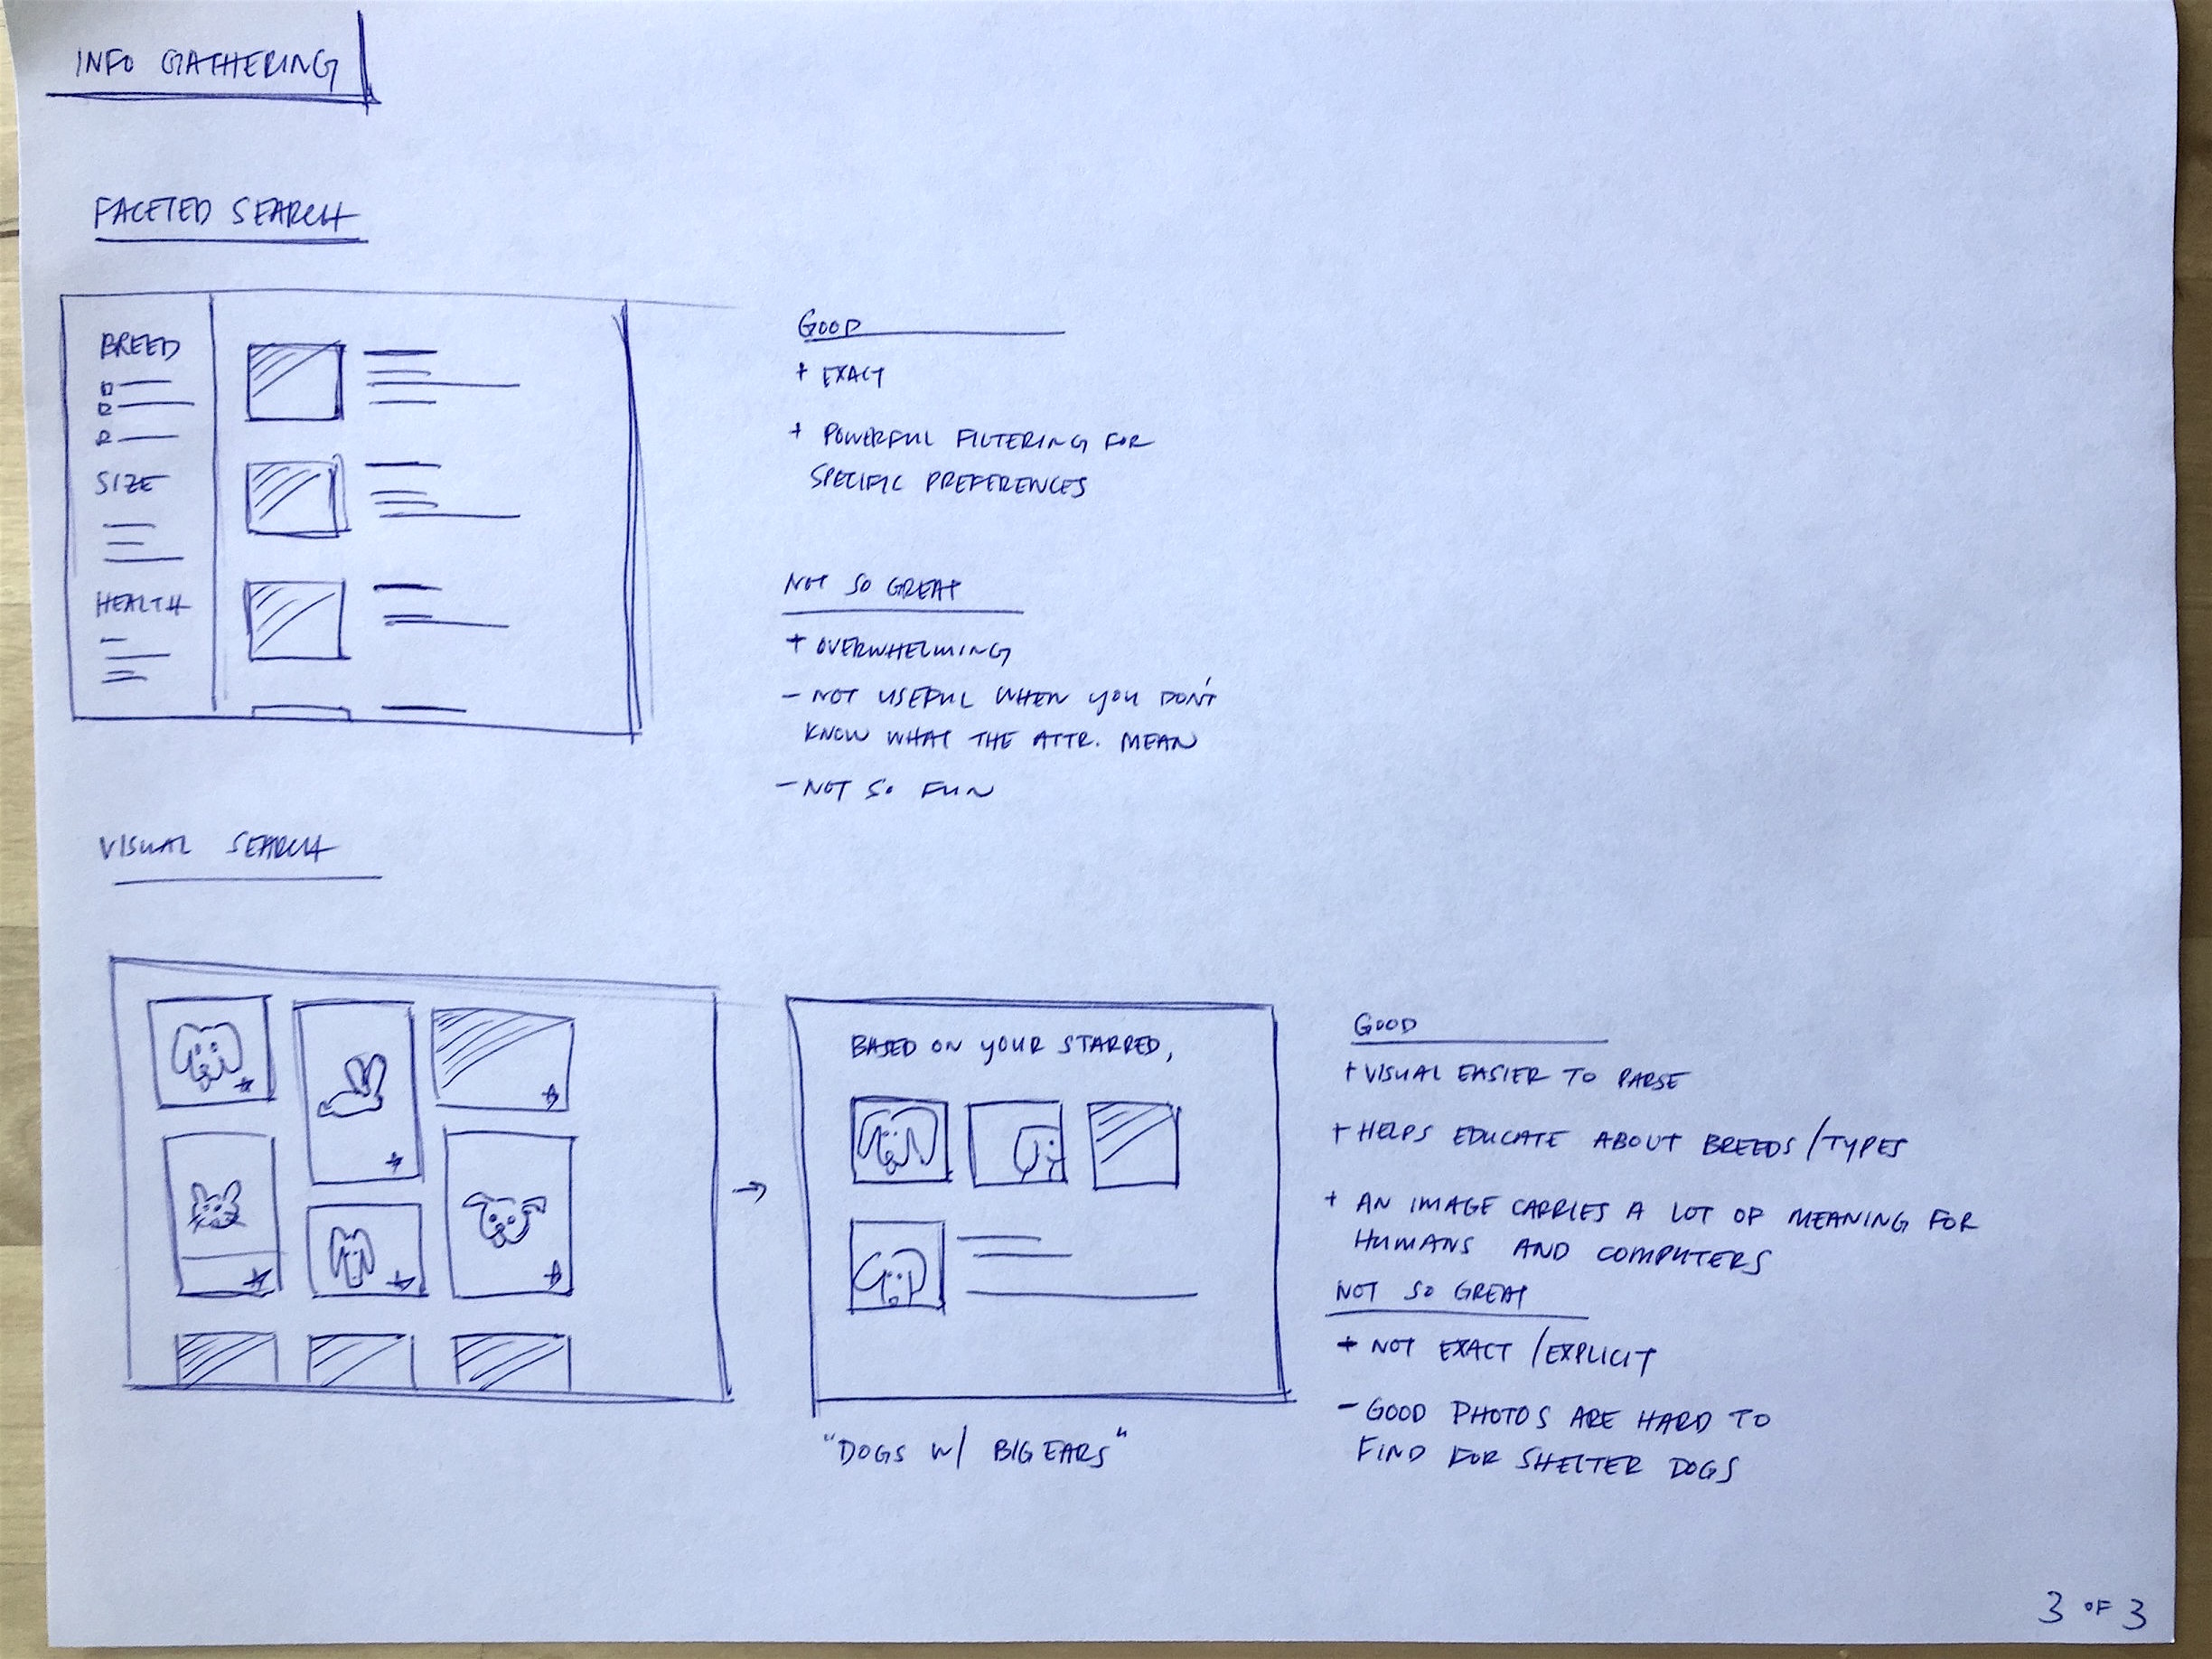 INFO GATHERING
FACETED SEARCH
BREED
SIZE
HEALTH
GOOD
+ EXACT
+ POWERFUL FILTERING FOR
SPECIFIC PREFERENCES
NOT SO GREAT
+ OVERWHELMING
- NOT USEFUL WHEN YOU DON'T
KNOW WHAT THE ATTR. MEAN
- NOT SO FUN
VISUAL SEARCH
BASED ON YOUR STARRED,
"DOGS W/ BIG EARS"
GOOD
+ VISUAL EASIER TO PARSE
+ HELPS EDUCATE ABOUT BREEDS/TYPES
+ AN IMAGE CARRIES A LOT OF MEANING FOR
HUMANS AND COMPUTERS
NOT SO GREAT
+ NOT EXACT/EXPLICIT
- GOOD PHOTOS ARE HARD TO
FIND FOR SHELTER DOGS
3 OF 3